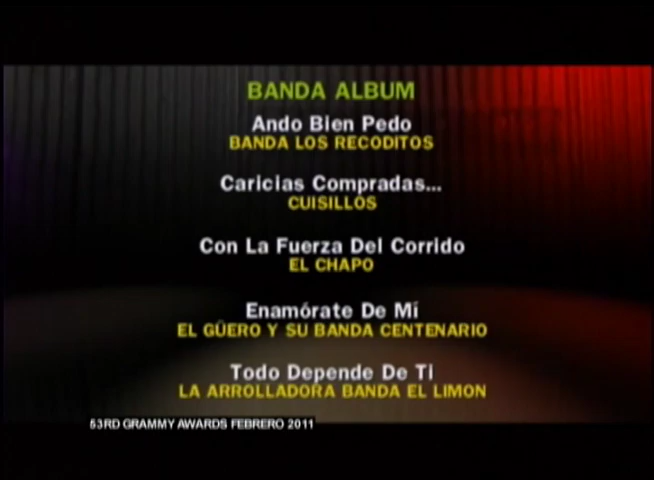 BANDA ALBUM
Ando Bien Pedo
BANDA LOS RECODITOS
Caricias Compradas...
CUISILLOS
Con La Fuerza Del Corrido
EL CHAPO
Enamórate De Mí
EL GÜERO Y SU BANDA CENTENARIO
Todo Depende De Ti
LA ARROLLADORA BANDA EL LIMON
53RD GRAMMY AWARDS FEBRERO 2011